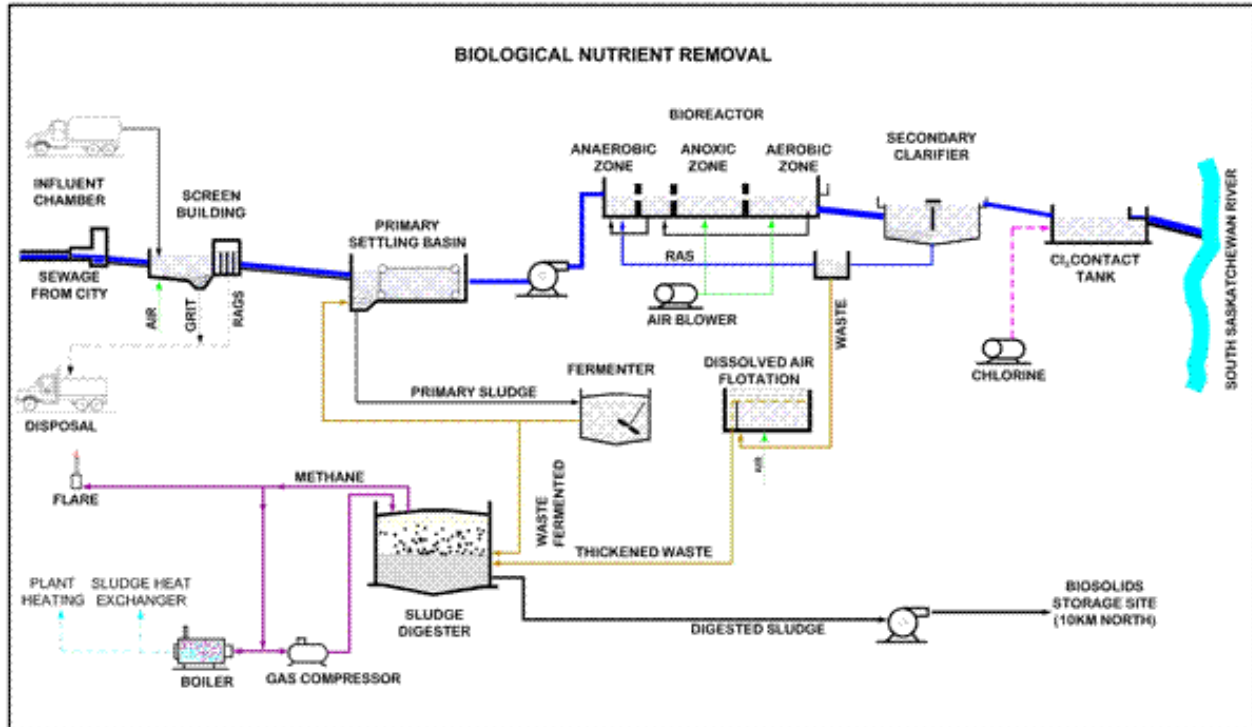 BIOLOGICAL NUTRIENT REMOVAL
BIOREACTOR
ANAEROBIC
ZONE
ANOXIC
ZONE
AEROBIC
ZONE
SECONDARY
CLARIFIER
INFLUENT
CHAMBER
SCREEN
BUILDING
PRIMARY
SETTLING BASIN
SEWAGE
FROM CITY
AIR
GRIT
RAGS
RAS
AIR BLOWER
WASTE
Cl₂CONTACT
TANK
CHLORINE
SOUTH SASKATCHEWAN RIVER
DISPOSAL
PRIMARY SLUDGE
FERMENTER
DISSOLVED AIR
FLOTATION
AIR
FLARE
METHANE
WASTE
FERMENTED
THICKENED WASTE
PLANT
HEATING
SLUDGE HEAT
EXCHANGER
SLUDGE
DIGESTER
DIGESTED SLUDGE
BIOSOLIDS
STORAGE SITE
(10KM NORTH)
BOILER
GAS COMPRESSOR